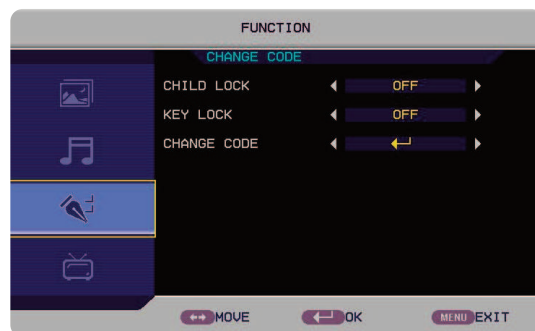 FUNCTION
CHANGE CODE
CHILD LOCK OFF
KEY LOCK OFF
CHANGE CODE
MOVE OK MENU EXIT